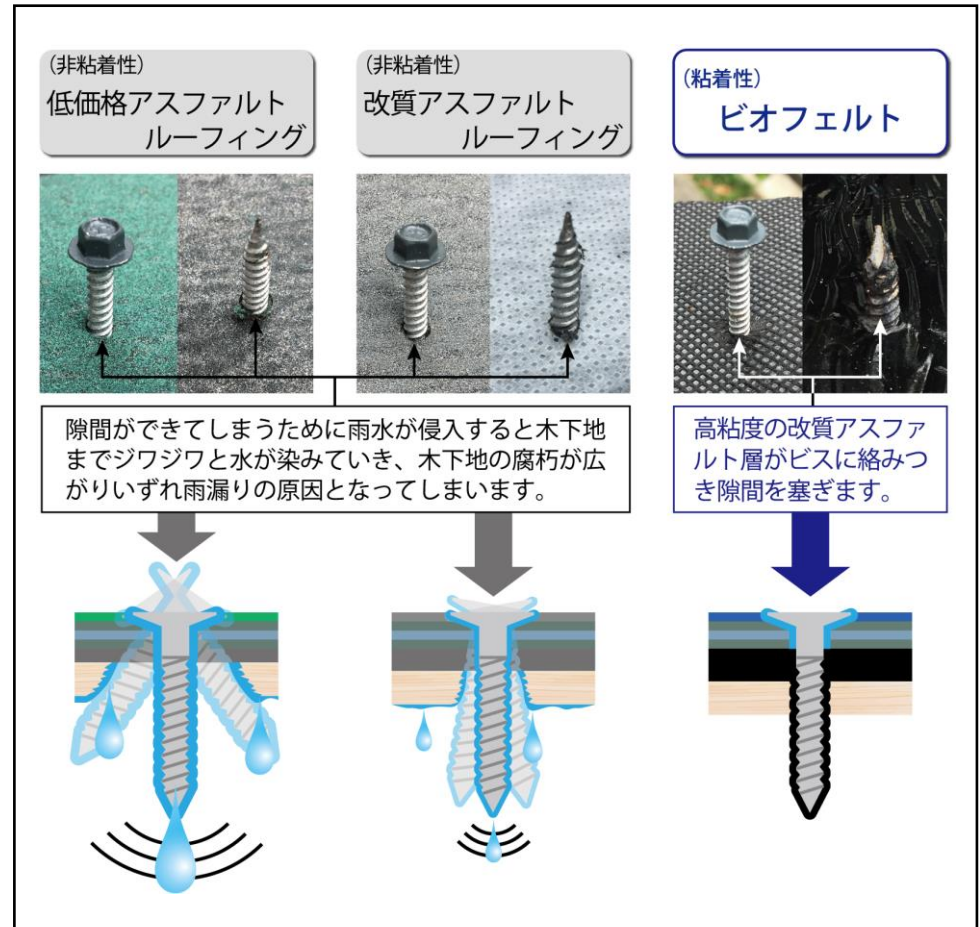 (非粘着性)
低価格アスファルト
ルーフィング
(非粘着性)
改質アスファルト
ルーフィング
(粘着性)
ビオフェルト
隙間ができてしまうために雨水が侵入すると木下地
までジワジワと水が染みていき、木下地の腐朽が広
がりいずれ雨漏りの原因となってしまいます。
高粘度の改質アスファ
ルト層がビスに絡みつ
き隙間を塞ぎます。